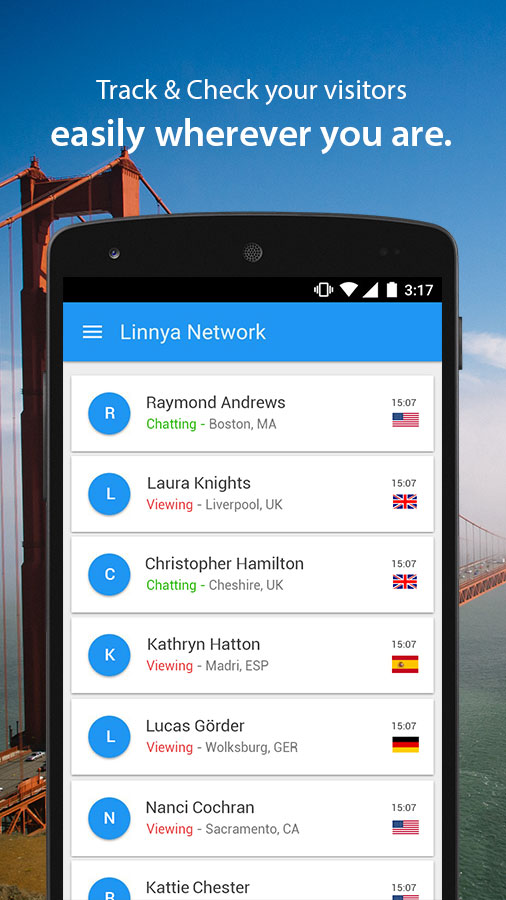 Track & Check your visitors
easily wherever you are.
3:17
Linnya Network
R
Raymond Andrews
15:07
Chatting - Boston, MA
L
Laura Knights
15:07
Viewing - Liverpool, UK
C
Christopher Hamilton
15:07
Chatting - Cheshire, UK
K
Kathryn Hatton
15:07
Viewing - Madri, ESP
L
Lucas Görder
15:07
Viewing - Wolksburg, GER
N
Nanci Cochran
15:07
Viewing - Sacramento, CA
Kattie Chester
15:07